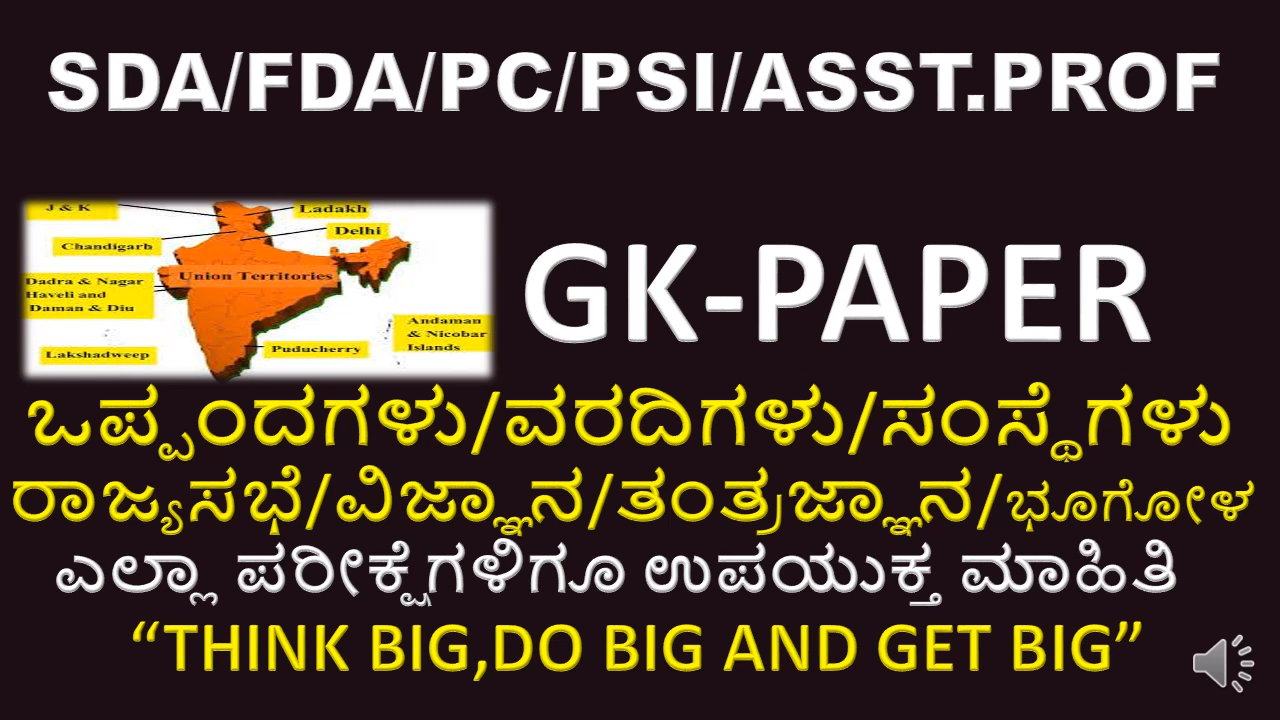 SDA/FDA/PC/PSI/ASST.PROF
J & K
Ladakh
Delhi
Chandigarh
Union Territories
Dadra & Nagar
Haveli and
Daman & Diu
Andaman
& Nicobar
Islands
Lakshadweep
Puducherry
GK-PAPER
ಒಪ್ಪಂದಗಳು/ವರದಿಗಳು/ಸಂಸ್ಥೆಗಳು
ರಾಜ್ಯಸಭೆ/ವಿಜ್ಞಾನ/ತಂತ್ರಜ್ಞಾನ/ಭೂಗೋಳ
ಎಲ್ಲಾ ಪರೀಕ್ಷೆಗಳಿಗೂ ಉಪಯುಕ್ತ ಮಾಹಿತಿ
“THINK BIG,DO BIG AND GET BIG”